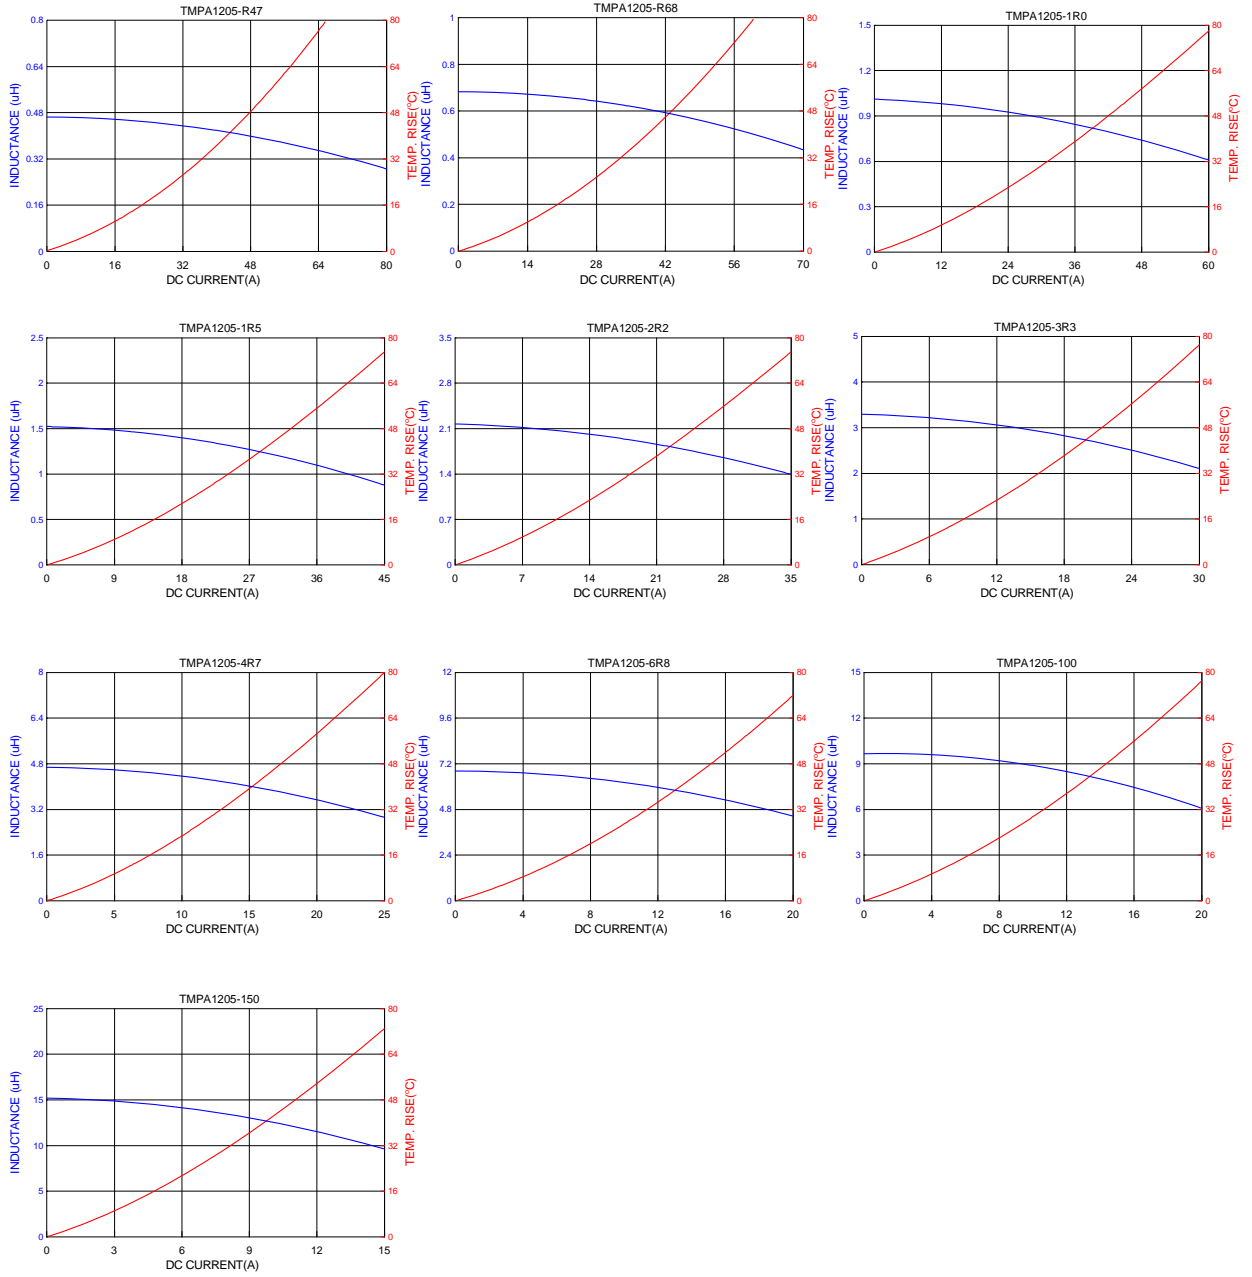 TMPA1205-R47
INDUCTANCE (uH)
0.8
0.64
0.48
0.32
0.16
0
80
64
48
32
16
0
TEMP. RISE(ºC)
0 16 32 48 64 80
DC CURRENT(A)
TMPA1205-R68
INDUCTANCE (uH)
1
0.8
0.6
0.4
0.2
0
80
64
48
32
16
0
TEMP. RISE(ºC)
0 14 28 42 56 70
DC CURRENT(A)
TMPA1205-1R0
INDUCTANCE (uH)
1.5
1.2
0.9
0.6
0.3
0
80
64
48
32
16
0
TEMP. RISE(ºC)
0 12 24 36 48 60
DC CURRENT(A)
TMPA1205-1R5
INDUCTANCE (uH)
2.5
2
1.5
1
0.5
0
80
64
48
32
16
0
TEMP. RISE(ºC)
0 9 18 27 36 45
DC CURRENT(A)
TMPA1205-2R2
INDUCTANCE (uH)
3.5
2.8
2.1
1.4
0.7
0
80
64
48
32
16
0
TEMP. RISE(ºC)
0 7 14 21 28 35
DC CURRENT(A)
TMPA1205-3R3
INDUCTANCE (uH)
5
4
3
2
1
0
80
64
48
32
16
0
TEMP. RISE(ºC)
0 6 12 18 24 30
DC CURRENT(A)
TMPA1205-4R7
INDUCTANCE (uH)
8
6.4
4.8
3.2
1.6
0
80
64
48
32
16
0
TEMP. RISE(ºC)
0 5 10 15 20 25
DC CURRENT(A)
TMPA1205-6R8
INDUCTANCE (uH)
12
9.6
7.2
4.8
2.4
0
80
64
48
32
16
0
TEMP. RISE(ºC)
0 4 8 12 16 20
DC CURRENT(A)
TMPA1205-100
INDUCTANCE (uH)
15
12
9
6
3
0
80
64
48
32
16
0
TEMP. RISE(ºC)
0 4 8 12 16 20
DC CURRENT(A)
TMPA1205-150
INDUCTANCE (uH)
25
20
15
10
5
0
80
64
48
32
16
0
TEMP. RISE(ºC)
0 3 6 9 12 15
DC CURRENT(A)